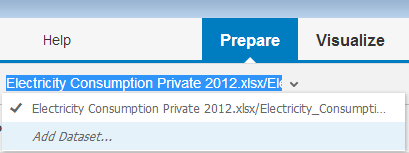 Help Prepare Visualize
Electricity Consumption Private 2012.xlsx/Ele
Electricity Consumption Private 2012.xlsx/Electricity_Consumpti...
Add Dataset...